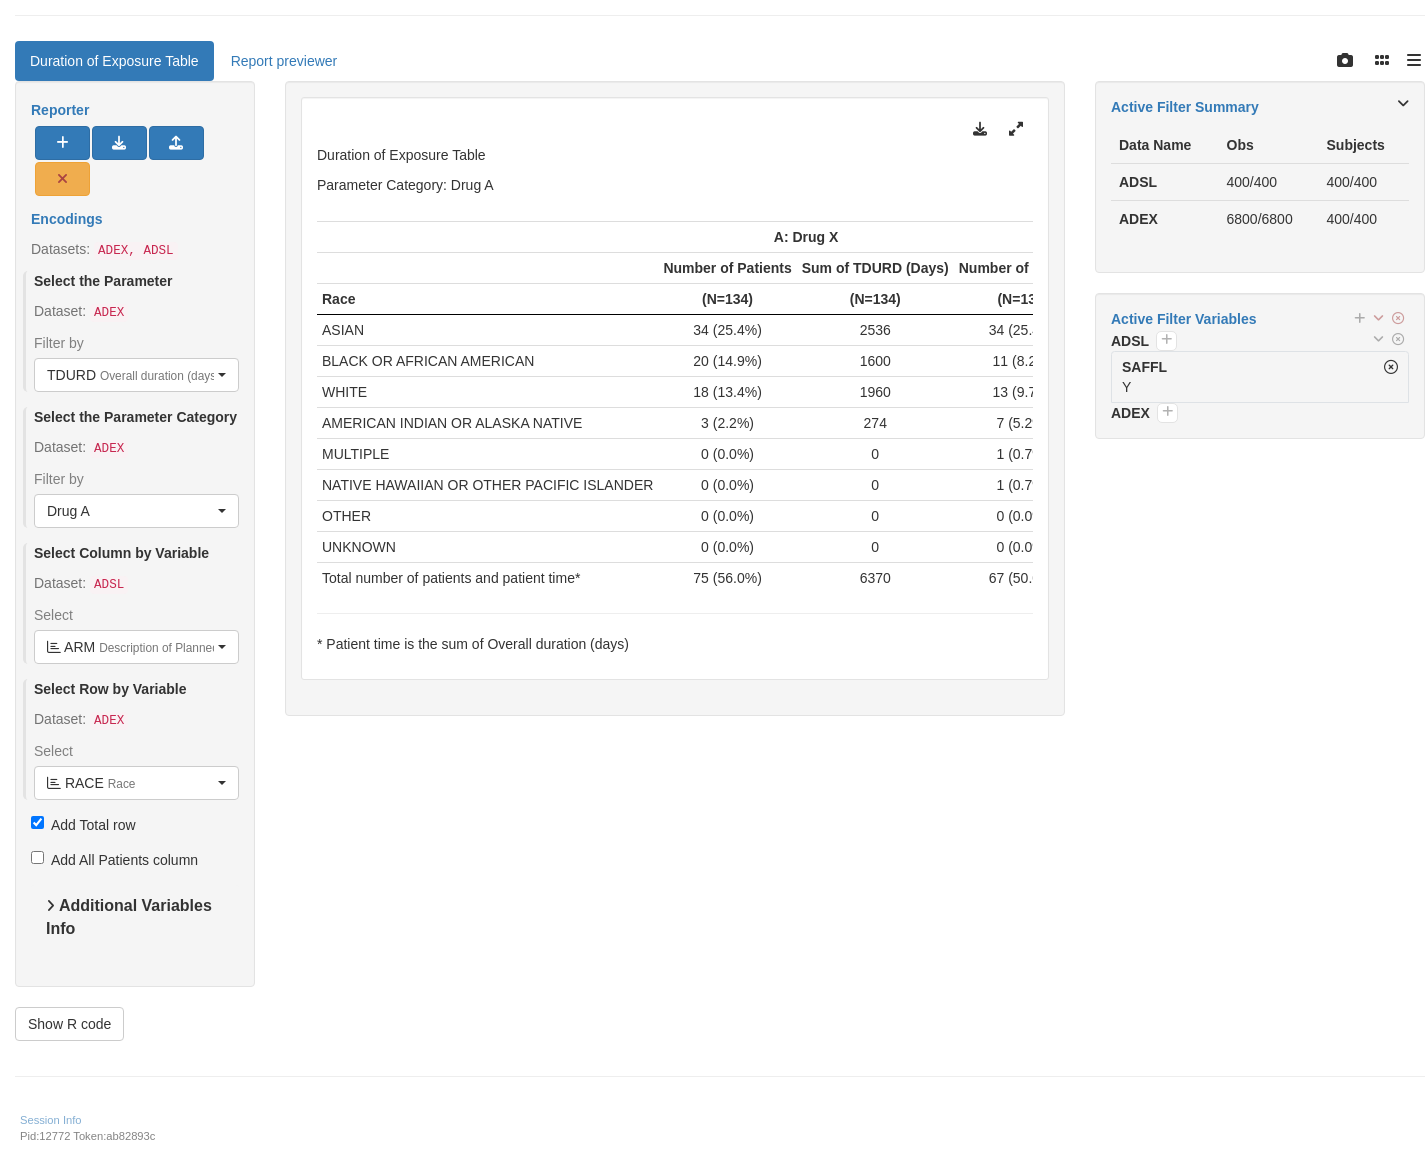 Duration of Exposure Table
Report previewer
Reporter
Encodings
Datasets: ADEX, ADSL
Select the Parameter
Dataset: ADEX
Filter by
TDURD Overall duration (days
Select the Parameter Category
Dataset: ADEX
Filter by
Drug A
Select Column by Variable
Dataset: ADSL
Select
ARM Description of Planned
Select Row by Variable
Dataset: ADEX
Select
RACE Race
Add Total row
Add All Patients column
Additional Variables
Info
Show R code
Duration of Exposure Table
Parameter Category: Drug A
A: Drug X
Number of Patients Sum of TDURD (Days) Number of
Race (N=134) (N=134) (N=13
ASIAN 34 (25.4%) 2536 34 (25.
BLACK OR AFRICAN AMERICAN 20 (14.9%) 1600 11 (8.2
WHITE 18 (13.4%) 1960 13 (9.7
AMERICAN INDIAN OR ALASKA NATIVE 3 (2.2%) 274 7 (5.2
MULTIPLE 0 (0.0%) 0 1 (0.7
NATIVE HAWAIIAN OR OTHER PACIFIC ISLANDER 0 (0.0%) 0 1 (0.7
OTHER 0 (0.0%) 0 0 (0.0
UNKNOWN 0 (0.0%) 0 0 (0.0
Total number of patients and patient time* 75 (56.0%) 6370 67 (50.
* Patient time is the sum of Overall duration (days)
Active Filter Summary
Data Name Obs Subjects
ADSL 400/400 400/400
ADEX 6800/6800 400/400
Active Filter Variables
ADSL
SAFFL
Y
ADEX
Session Info
Pid:12772 Token:ab82893c